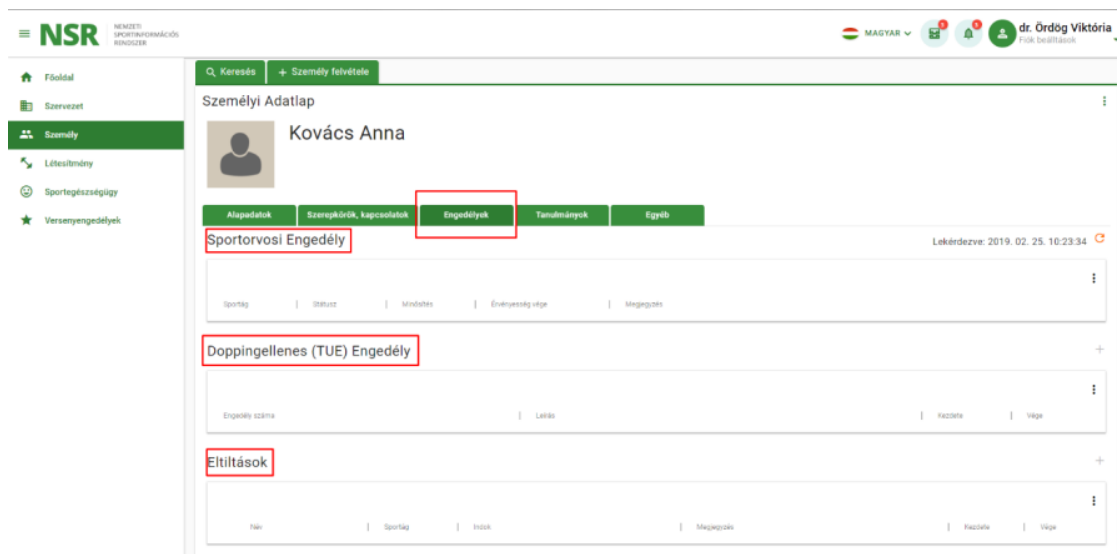 NSR
NEMZETI
SPORTINFORMÁCIÓS
RENDSZER
MAGYAR
dr. Ördög Viktória
Fiók beállítások
Főoldal
Szervezet
Személy
Létesítmény
Sportegészségügy
Versenyengedélyek
Keresés
+ Személy felvétele
Személyi Adatlap
Kovács Anna
Alapadatok
Szerepkörök, kapcsolatok
Engedélyek
Tanulmányok
Egyéb
Sportorvosi Engedély
Lekérdezve: 2019. 02. 25. 10:23:34
Sportág | Státusz | Minősítés | Érvényesség vége | Megjegyzés
Doppingellenes (TUE) Engedély
Engedély száma | Leírás | Kezdete | Vége
Eltiltások
Név | Sportág | Indok | Megjegyzés | Kezdete | Vége